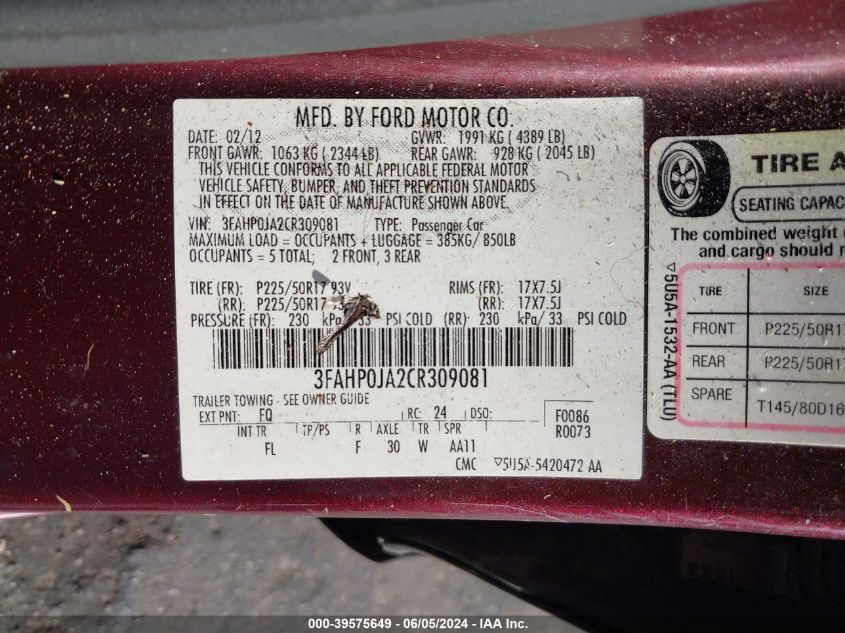 MFD. BY FORD MOTOR CO.
DATE: 02/12 GVWR: 1991 KG ( 4389 LB)
FRONT GAWR: 1063 KG ( 2344 LB) REAR GAWR: 928 KG ( 2045 LB)
THIS VEHICLE CONFORMS TO ALL APPLICABLE FEDERAL MOTOR
VEHICLE SAFETY, BUMPER, AND THEFT PREVENTION STANDARDS
IN EFFECT ON THE DATE OF MANUFACTURE SHOWN ABOVE.
VIN: 3FAHP0JA2CR309081 TYPE: Passenger Car
MAXIMUM LOAD = OCCUPANTS + LUGGAGE = 385KG/ 850LB
OCCUPANTS = 5 TOTAL; 2 FRONT, 3 REAR
TIRE (FR): P225/50R17 93V RIMS (FR): 17X7.5J
(RR): P225/50R17 (RR): 17X7.5J
PRESSURE (FR): 230 kPa/ 33 PSI COLD (RR): 230 kPa/ 33 PSI COLD
3FAHP0JA2CR309081
TRAILER TOWING - SEE OWNER GUIDE
EXT PNT: FQ RC: 24 DSO: F0086
R0073
INT TR TP/PS R AXLE TR SPR
FL F 30 W AA11
CMC ▽5U5A-5420472-AA
TIRE A
SEATING CAPAC
The combined weight
and cargo should
▽5U5A-1532-AA (TLU)
TIRE SIZE
FRONT P225/50R17
REAR P225/50R17
SPARE T145/80D16
000-39575649 - 06/05/2024 - IAA Inc.